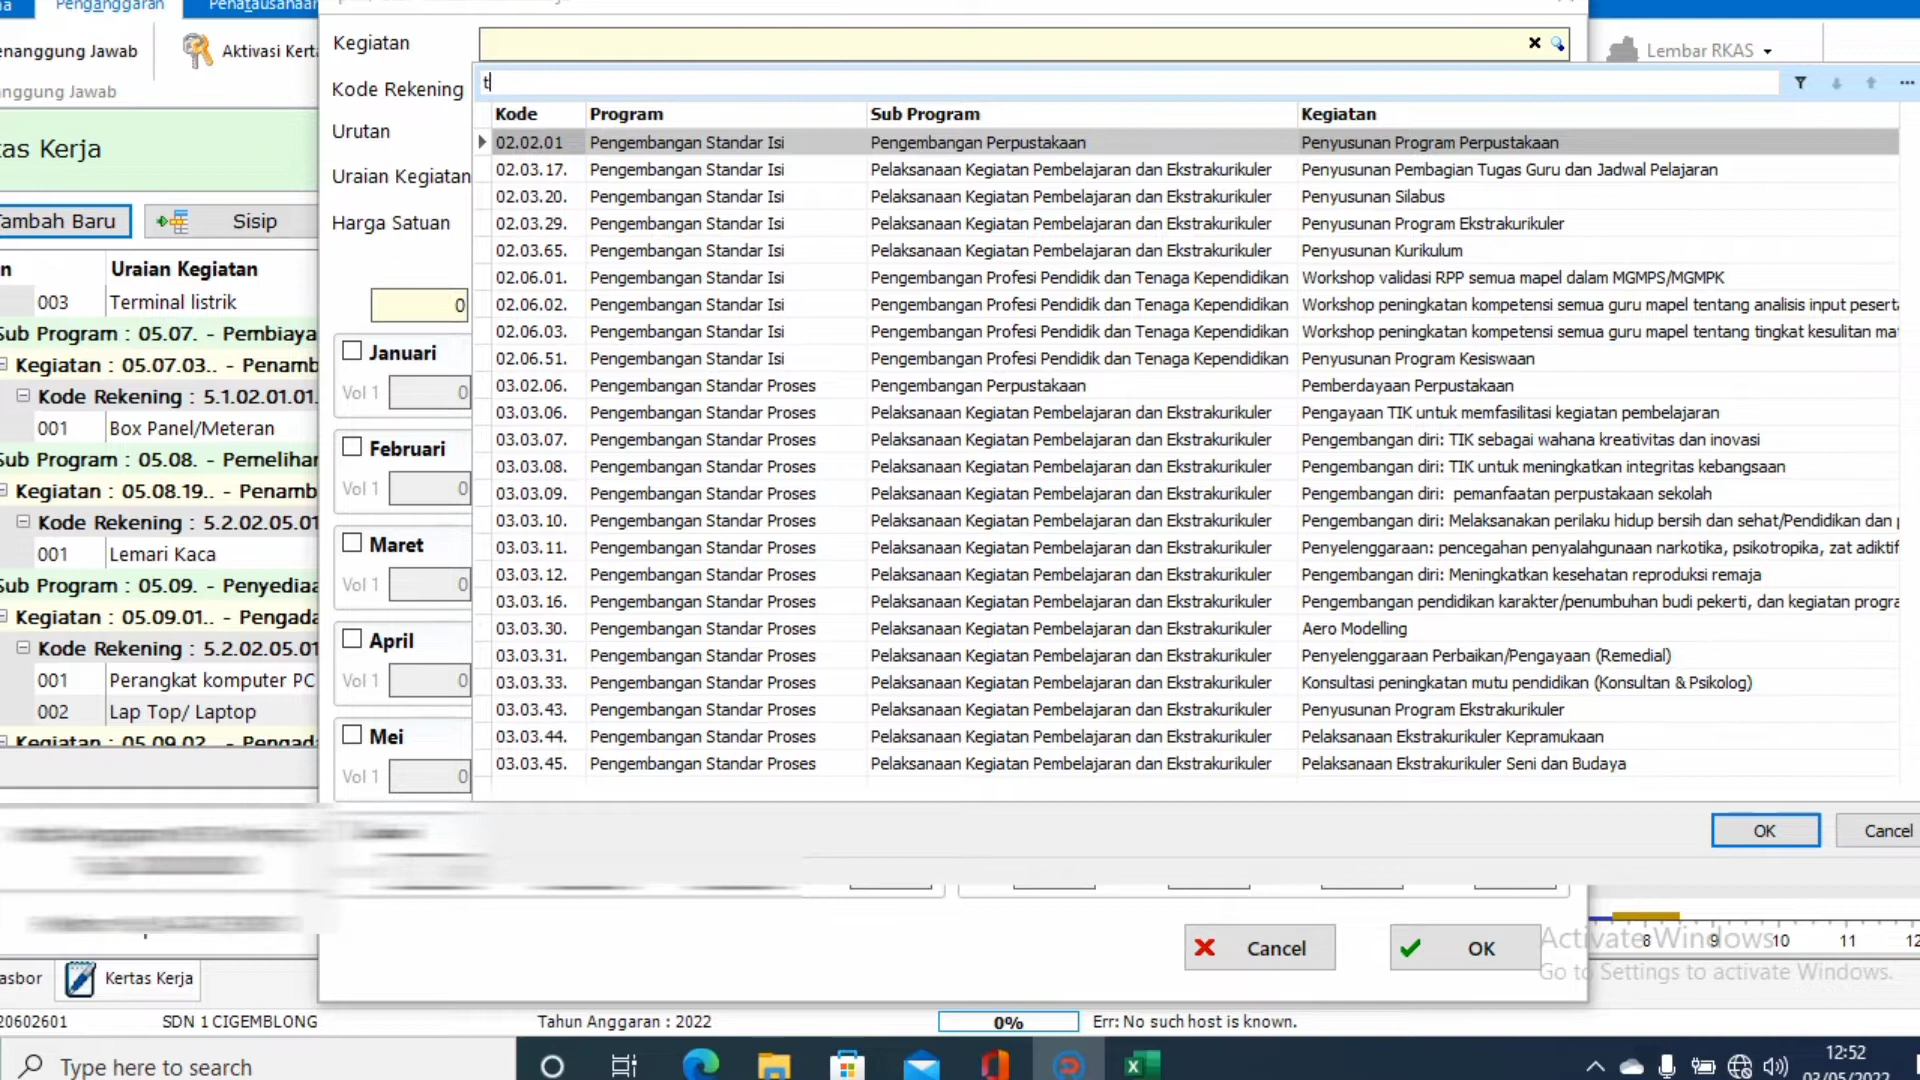 Penganggaran Penatausahaan
enanggung Jawab Aktivasi Kerta
nggung Jawab
Lembar RKAS
as Kerja
Tambah Baru Sisip
n Uraian Kegiatan
003 Terminal listrik
Sub Program : 05.07. - Pembiaya
Kegiatan : 05.07.03.. - Penamb
Kode Rekening : 5.1.02.01.01.
001 Box Panel/Meteran
Sub Program : 05.08. - Pemelihar
Kegiatan : 05.08.19.. - Penamb
Kode Rekening : 5.2.02.05.01
001 Lemari Kaca
Sub Program : 05.09. - Penyediaa
Kegiatan : 05.09.01.. - Pengada
Kode Rekening : 5.2.02.05.01
001 Perangkat komputer PC
002 Lap Top/ Laptop
Kegiatan : 05.09.02.. - Pengada
Kegiatan
Kode Rekening
Urutan
Uraian Kegiatan
Harga Satuan
0
Januari
Vol 1 0
Februari
Vol 1 0
Maret
Vol 1 0
April
Vol 1 0
Mei
Vol 1 0
t
Kode Program Sub Program Kegiatan
02.02.01 Pengembangan Standar Isi Pengembangan Perpustakaan Penyusunan Program Perpustakaan
02.03.17. Pengembangan Standar Isi Pelaksanaan Kegiatan Pembelajaran dan Ekstrakurikuler Penyusunan Pembagian Tugas Guru dan Jadwal Pelajaran
02.03.20. Pengembangan Standar Isi Pelaksanaan Kegiatan Pembelajaran dan Ekstrakurikuler Penyusunan Silabus
02.03.29. Pengembangan Standar Isi Pelaksanaan Kegiatan Pembelajaran dan Ekstrakurikuler Penyusunan Program Ekstrakurikuler
02.03.65. Pengembangan Standar Isi Pelaksanaan Kegiatan Pembelajaran dan Ekstrakurikuler Penyusunan Kurikulum
02.06.01. Pengembangan Standar Isi Pengembangan Profesi Pendidik dan Tenaga Kependidikan Workshop validasi RPP semua mapel dalam MGMPS/MGMPK
02.06.02. Pengembangan Standar Isi Pengembangan Profesi Pendidik dan Tenaga Kependidikan Workshop peningkatan kompetensi semua guru mapel tentang analisis input peserta
02.06.03. Pengembangan Standar Isi Pengembangan Profesi Pendidik dan Tenaga Kependidikan Workshop peningkatan kompetensi semua guru mapel tentang tingkat kesulitan mat
02.06.51. Pengembangan Standar Isi Pengembangan Profesi Pendidik dan Tenaga Kependidikan Penyusunan Program Kesiswaan
03.02.06. Pengembangan Standar Proses Pengembangan Perpustakaan Pemberdayaan Perpustakaan
03.03.06. Pengembangan Standar Proses Pelaksanaan Kegiatan Pembelajaran dan Ekstrakurikuler Pengayaan TIK untuk memfasilitasi kegiatan pembelajaran
03.03.07. Pengembangan Standar Proses Pelaksanaan Kegiatan Pembelajaran dan Ekstrakurikuler Pengembangan diri: TIK sebagai wahana kreativitas dan inovasi
03.03.08. Pengembangan Standar Proses Pelaksanaan Kegiatan Pembelajaran dan Ekstrakurikuler Pengembangan diri: TIK untuk meningkatkan integritas kebangsaan
03.03.09. Pengembangan Standar Proses Pelaksanaan Kegiatan Pembelajaran dan Ekstrakurikuler Pengembangan diri:  pemanfaatan perpustakaan sekolah
03.03.10. Pengembangan Standar Proses Pelaksanaan Kegiatan Pembelajaran dan Ekstrakurikuler Pengembangan diri: Melaksanakan perilaku hidup bersih dan sehat/Pendidikan dan p
03.03.11. Pengembangan Standar Proses Pelaksanaan Kegiatan Pembelajaran dan Ekstrakurikuler Penyelenggaraan: pencegahan penyalahgunaan narkotika, psikotropika, zat adiktif
03.03.12. Pengembangan Standar Proses Pelaksanaan Kegiatan Pembelajaran dan Ekstrakurikuler Pengembangan diri: Meningkatkan kesehatan reproduksi remaja
03.03.16. Pengembangan Standar Proses Pelaksanaan Kegiatan Pembelajaran dan Ekstrakurikuler Pengembangan pendidikan karakter/penumbuhan budi pekerti, dan kegiatan progra
03.03.30. Pengembangan Standar Proses Pelaksanaan Kegiatan Pembelajaran dan Ekstrakurikuler Aero Modelling
03.03.31. Pengembangan Standar Proses Pelaksanaan Kegiatan Pembelajaran dan Ekstrakurikuler Penyelenggaraan Perbaikan/Pengayaan (Remedial)
03.03.33. Pengembangan Standar Proses Pelaksanaan Kegiatan Pembelajaran dan Ekstrakurikuler Konsultasi peningkatan mutu pendidikan (Konsultan & Psikolog)
03.03.43. Pengembangan Standar Proses Pelaksanaan Kegiatan Pembelajaran dan Ekstrakurikuler Penyusunan Program Ekstrakurikuler
03.03.44. Pengembangan Standar Proses Pelaksanaan Kegiatan Pembelajaran dan Ekstrakurikuler Pelaksanaan Ekstrakurikuler Kepramukaan
03.03.45. Pengembangan Standar Proses Pelaksanaan Kegiatan Pembelajaran dan Ekstrakurikuler Pelaksanaan Ekstrakurikuler Seni dan Budaya
OK Cancel
Cancel OK
8 9 10 11 12
Activate Windows
Go to Settings to activate Windows.
asbor Kertas Kerja
20602601 SDN 1 CIGEMBLONG Tahun Anggaran : 2022 0% Err: No such host is known.
Type here to search
12:52
03/05/2022